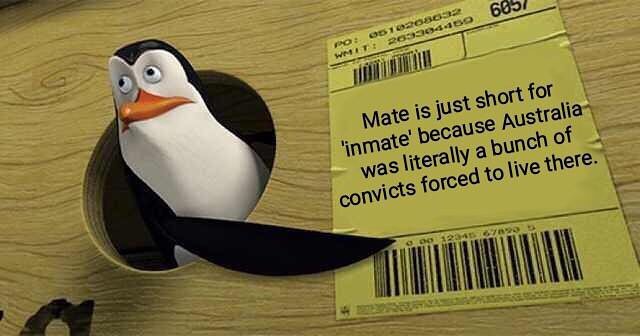 6057
PO: 0510268632
WMIT: 263304459
Mate is just short for
'inmate' because Australia
was literally a bunch of
convicts forced to live there.
0 00 12345 67890 5